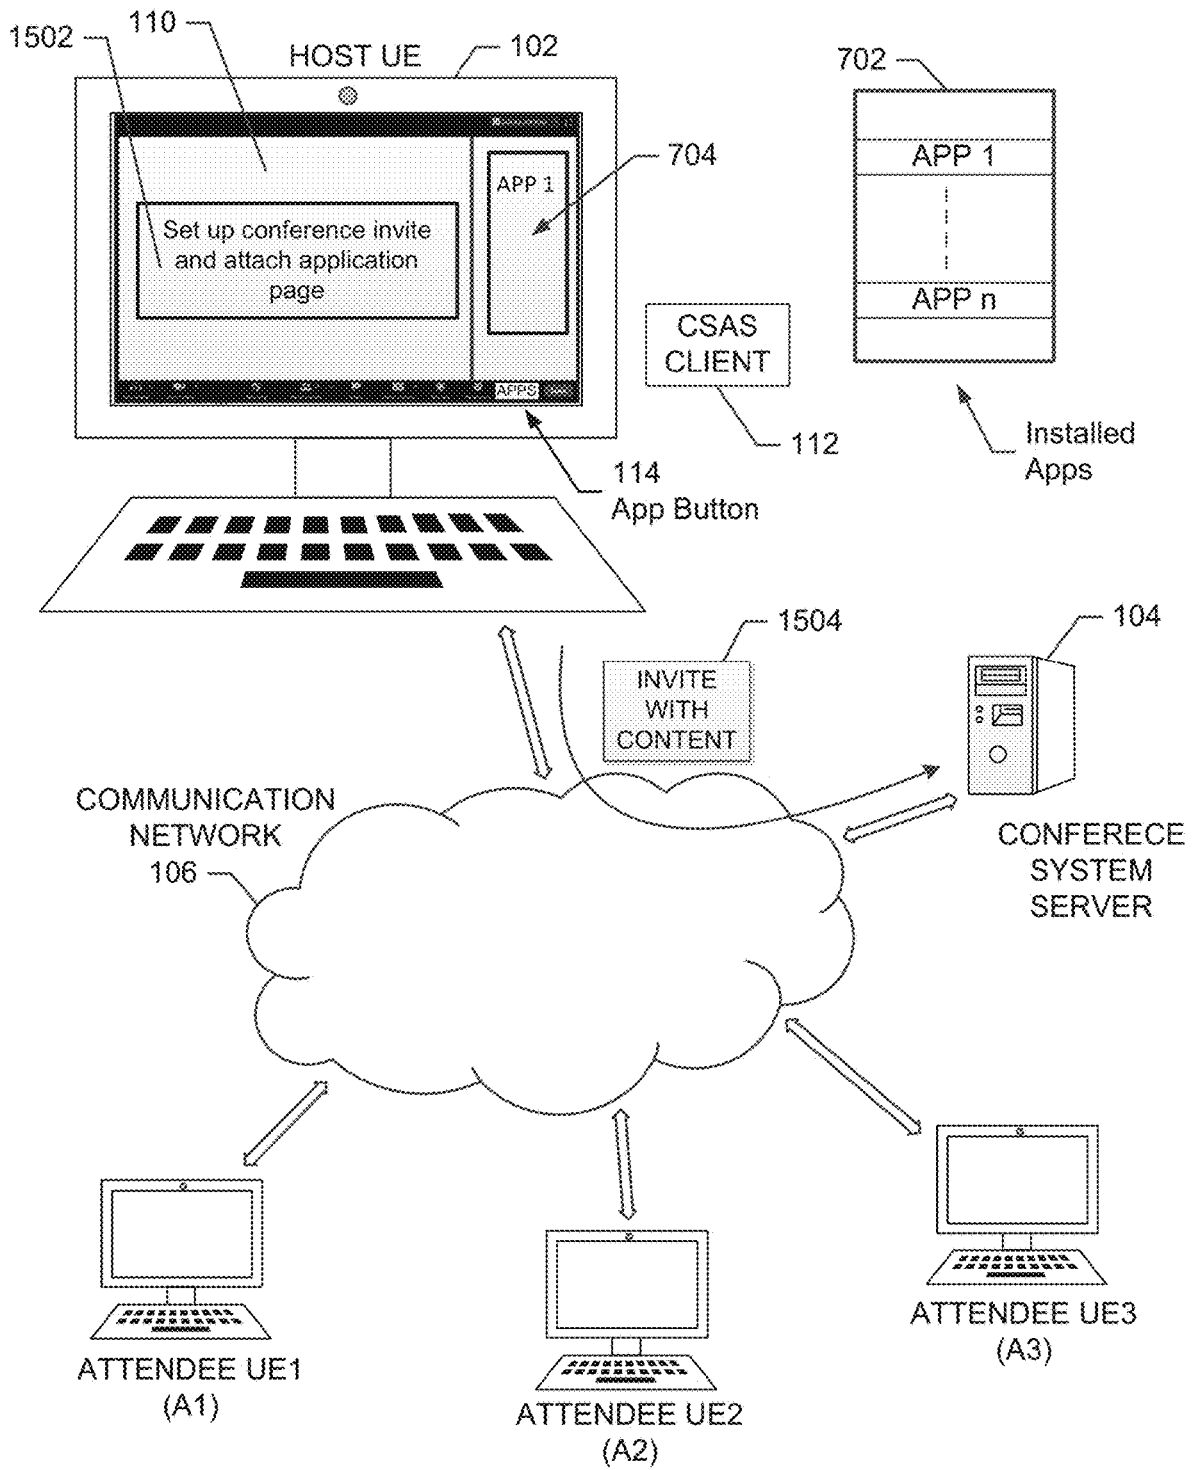 110
1502
HOST UE
102
702
704
APP 1
APP 1
Set up conference invite
and attach application
page
APP n
CSAS
CLIENT
APPS
112
Installed
Apps
114
App Button
1504
104
INVITE
WITH
CONTENT
COMMUNICATION
NETWORK
106
CONFERECE
SYSTEM
SERVER
ATTENDEE UE3
(A3)
ATTENDEE UE1
(A1)
ATTENDEE UE2
(A2)